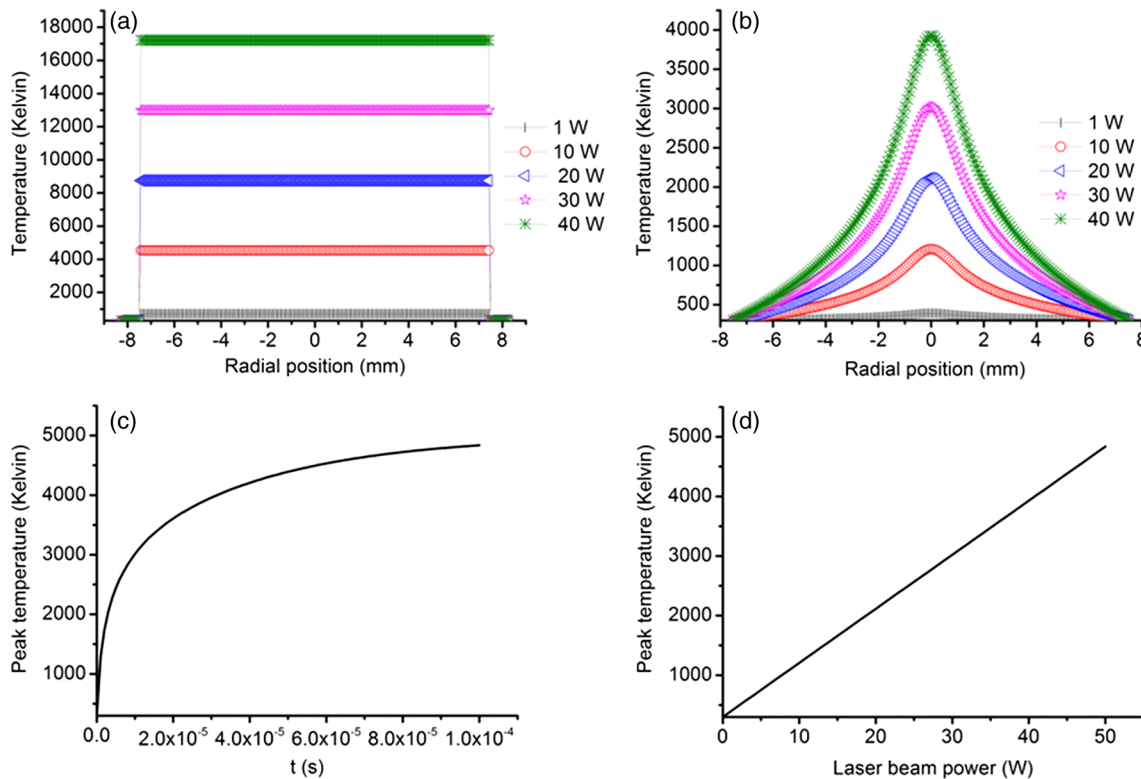 (a)
18000
16000
14000
12000
10000
8000
6000
4000
2000
Temperature (Kelvin)
-8 -6 -4 -2 0 2 4 6 8
Radial position (mm)
1 W
10 W
20 W
30 W
40 W
(b)
4000
3500
3000
2500
2000
1500
1000
500
Temperature (Kelvin)
-8 -6 -4 -2 0 2 4 6 8
Radial position (mm)
1 W
10 W
20 W
30 W
40 W
(c)
5000
4000
3000
2000
1000
Peak temperature (Kelvin)
0.0 2.0x10-5 4.0x10-5 6.0x10-5 8.0x10-5 1.0x10-4
t (s)
(d)
5000
4000
3000
2000
1000
Peak temperature (Kelvin)
0 10 20 30 40 50
Laser beam power (W)